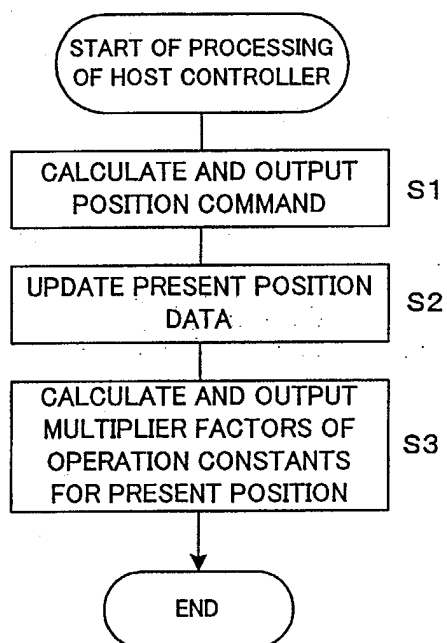 START OF PROCESSING
OF HOST CONTROLLER
CALCULATE AND OUTPUT
POSITION COMMAND
S1
UPDATE PRESENT POSITION
DATA
S2
CALCULATE AND OUTPUT
MULTIPLIER FACTORS OF
OPERATION CONSTANTS
FOR PRESENT POSITION
S3
END